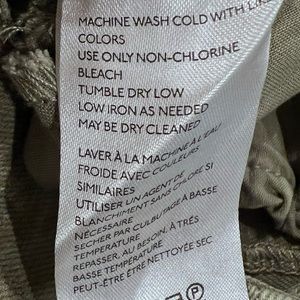 MACHINE WASH COLD WITH LIKE
COLORS
USE ONLY NON-CHLORINE
BLEACH
TUMBLE DRY LOW
LOW IRON AS NEEDED
MAY BE DRY CLEANED
LAVER À LA MACHINE À L'EAU
FROIDE AVEC COULEURS
SIMILAIRES
UTILISER UN AGENT DE
BLANCHIMENT SANS CHLORE SI
NÉCESSAIRE
SECHER PAR CULBUTAGE À BASSE
TEMPÉRATURE
REPASSER, AU BESOIN, À TRÈS
BASSE TEMPÉRATURE
PEUT-ÊTRE NETTOYÉE SEC
P